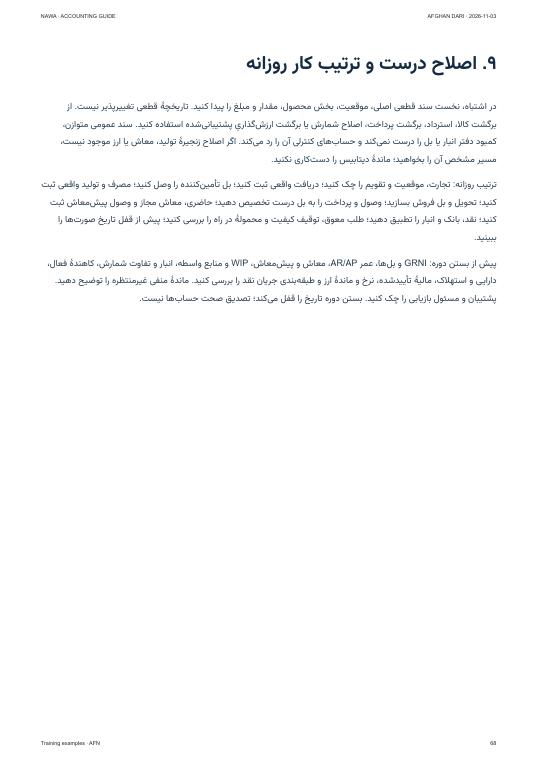 NAWA · ACCOUNTING GUIDE
AFGHAN DARI · 2026-11-03
۹. اصلاح درست و ترتیب کار روزانه
در اشتباه، نخست سند قطعی اصلی، موقعیت، بخش محصول، مقدار و مبلغ را پیدا کنید. تاریخچهٔ قطعی تغییرپذیر نیست. از
برگشت کالا، استرداد، برگشت پرداخت، اصلاح شمارش یا برگشت ارزش‌گذاری پشتیبانی‌شده استفاده کنید. سند عمومی متوازن،
کمبود دفتر انبار یا بل را درست نمی‌کند و حساب‌های کنترلی آن را رد می‌کند. اگر اصلاح زنجیرهٔ تولید، معاش یا ارز موجود نیست،
مسیر مشخص آن را بخواهید؛ ماندهٔ دیتابیس را دست‌کاری نکنید.
ترتیب روزانه: تجارت، موقعیت و تقویم را چک کنید؛ دریافت واقعی ثبت کنید؛ بل تأمین‌کننده را وصل کنید؛ مصرف و تولید واقعی ثبت
کنید؛ تحویل و بل فروش بسازید؛ وصول و پرداخت را به بل درست تخصیص دهید؛ حاضری، معاش مجاز و وصول پیش‌معاش ثبت
کنید؛ نقد، بانک و انبار را تطبیق دهید؛ طلب معوق، توقیف کیفیت و محمولهٔ در راه را بررسی کنید؛ پیش از قفل تاریخ صورت‌ها را
ببینید.
پیش از بستن دوره: GRNI و بل‌ها، عمر AR/AP، معاش و پیش‌معاش، WIP و منابع واسطه، انبار و تفاوت شمارش، کاهندهٔ فعال،
دارایی و استهلاک، مالیهٔ تأییدشده، نرخ و ماندهٔ ارز و طبقه‌بندی جریان نقد را بررسی کنید. ماندهٔ منفی غیرمنتظره را توضیح دهید.
پشتیبان و مسئول بازیابی را چک کنید. بستن دوره تاریخ را قفل می‌کند؛ تصدیق صحت حساب‌ها نیست.
Training examples · AFN
68